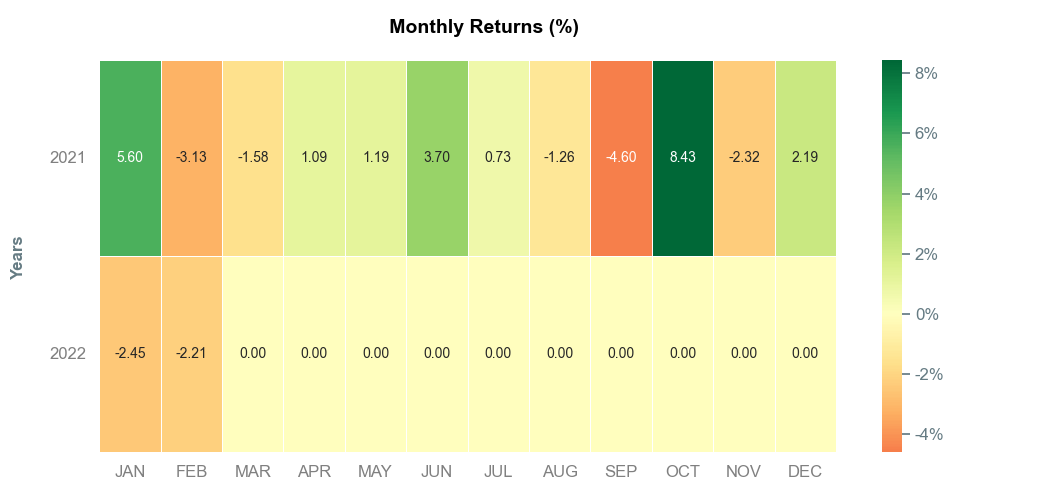 Monthly Returns (%)
Years
2021 5.60 -3.13 -1.58 1.09 1.19 3.70 0.73 -1.26 -4.60 8.43 -2.32 2.19
2022 -2.45 -2.21 0.00 0.00 0.00 0.00 0.00 0.00 0.00 0.00 0.00 0.00
JAN FEB MAR APR MAY JUN JUL AUG SEP OCT NOV DEC
8%
6%
4%
2%
0%
-2%
-4%